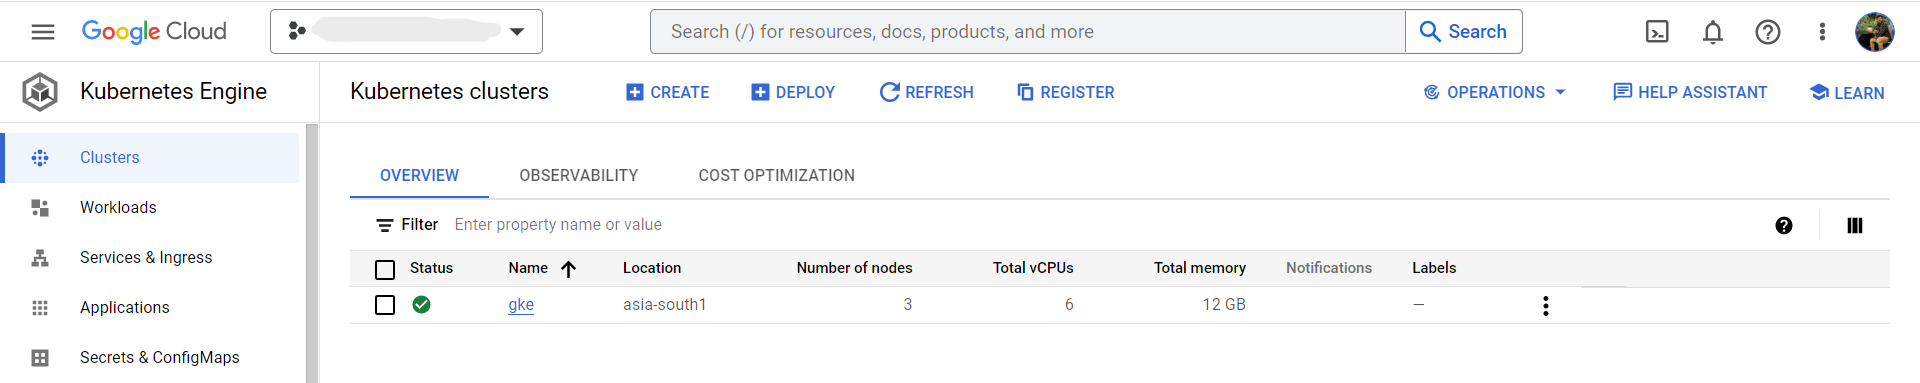 Google Cloud
Search (/) for resources, docs, products, and more
Search
Kubernetes Engine
Kubernetes clusters
CREATE
DEPLOY
REFRESH
REGISTER
OPERATIONS
HELP ASSISTANT
LEARN
Clusters
Workloads
Services & Ingress
Applications
Secrets & ConfigMaps
OVERVIEW
OBSERVABILITY
COST OPTIMIZATION
Filter Enter property name or value
Status Name Location Number of nodes Total vCPUs Total memory Notifications Labels
gke asia-south1 3 6 12 GB —